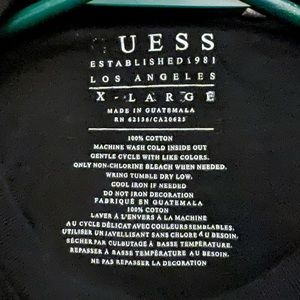 GUESS
ESTABLISHED 1981
LOS ANGELES
X-LARGE
MADE IN GUATEMALA
RN 62136/CA20625
100% COTTON
MACHINE WASH COLD INSIDE OUT
GENTLE CYCLE WITH LIKE COLORS.
ONLY NON-CHLORINE BLEACH WHEN NEEDED.
WRING TUMBLE DRY LOW.
COOL IRON IF NEEDED
DO NOT IRON DECORATION
FABRIQUÉ EN GUATEMALA
100% COTON
LAVER À L'ENVERS À LA MACHINE
AU CYCLE DÉLICAT AVEC COULEURS SEMBLABLES.
UTILISER UN JAVELLISANT SANS CHLORE AU BESOIN.
SÉCHER PAR CULBUTAGE À BASSE TEMPÉRATURE.
REPASSER À BASSE TEMPÉRATURE AU BESOIN.
NE PAS REPASSER LA DECORATION